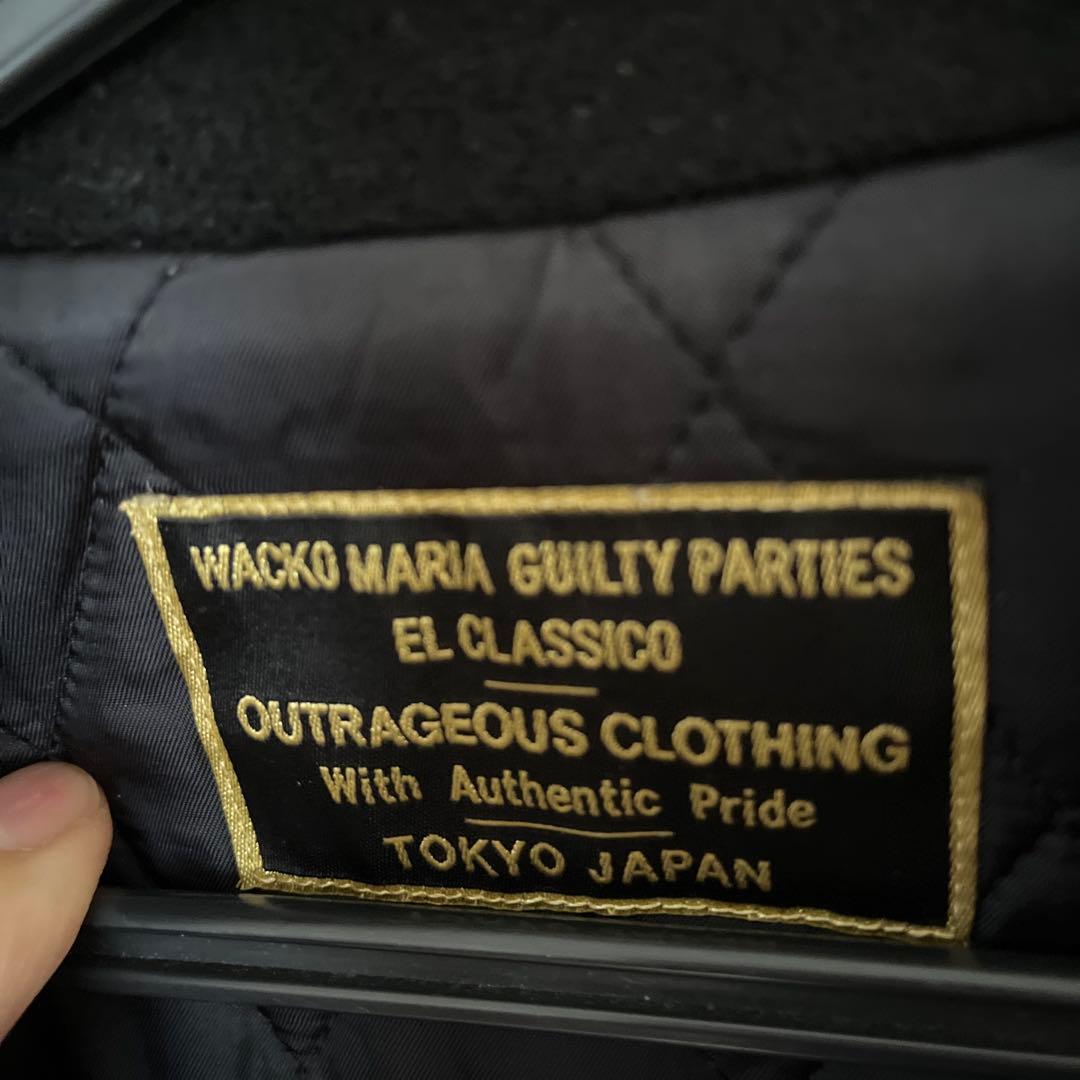 WACKO MARIA GUILTY PARTIES
EL CLASSICO
OUTRAGEOUS CLOTHING
With Authentic Pride
TOKYO JAPAN